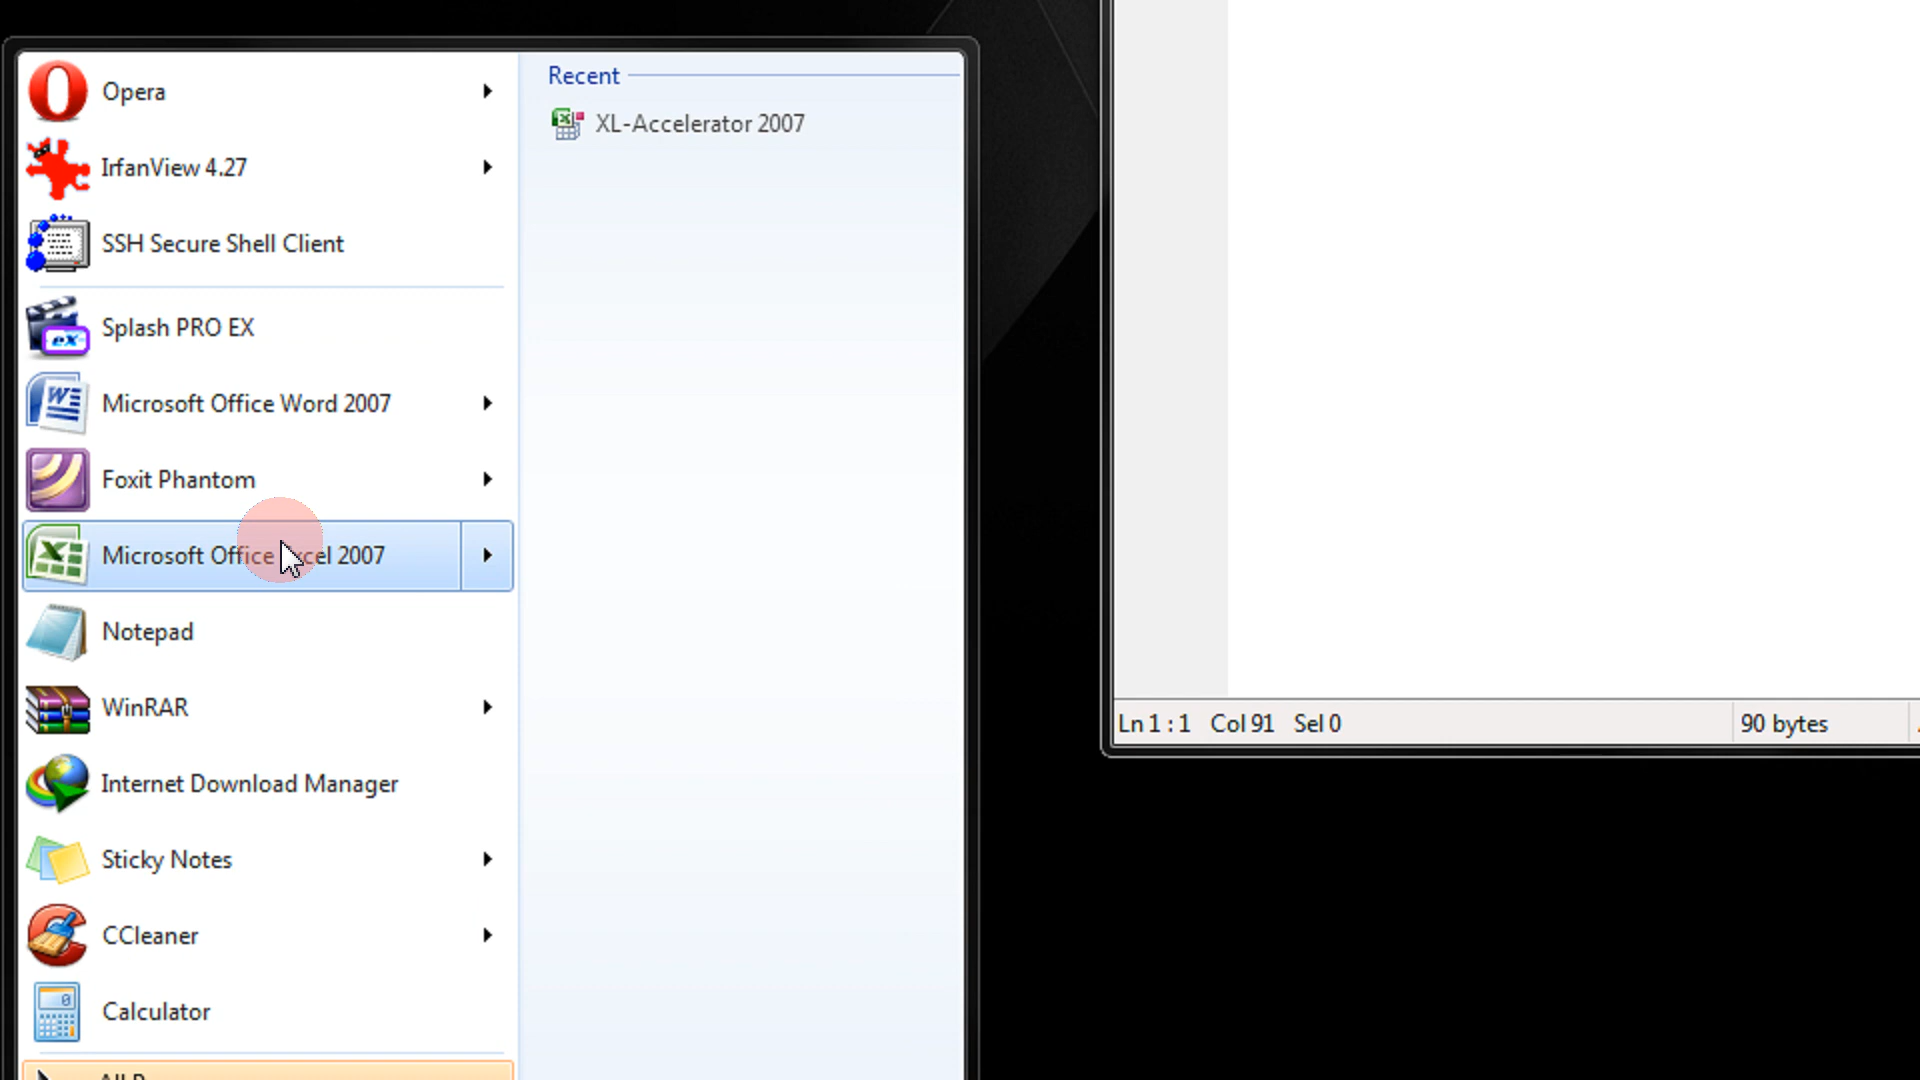 Opera
IrfanView 4.27
SSH Secure Shell Client
Splash PRO EX
Microsoft Office Word 2007
Foxit Phantom
Microsoft Office Excel 2007
Notepad
WinRAR
Internet Download Manager
Sticky Notes
CCleaner
Calculator
Recent
XL-Accelerator 2007
Ln 1 : 1 Col 91 Sel 0
90 bytes